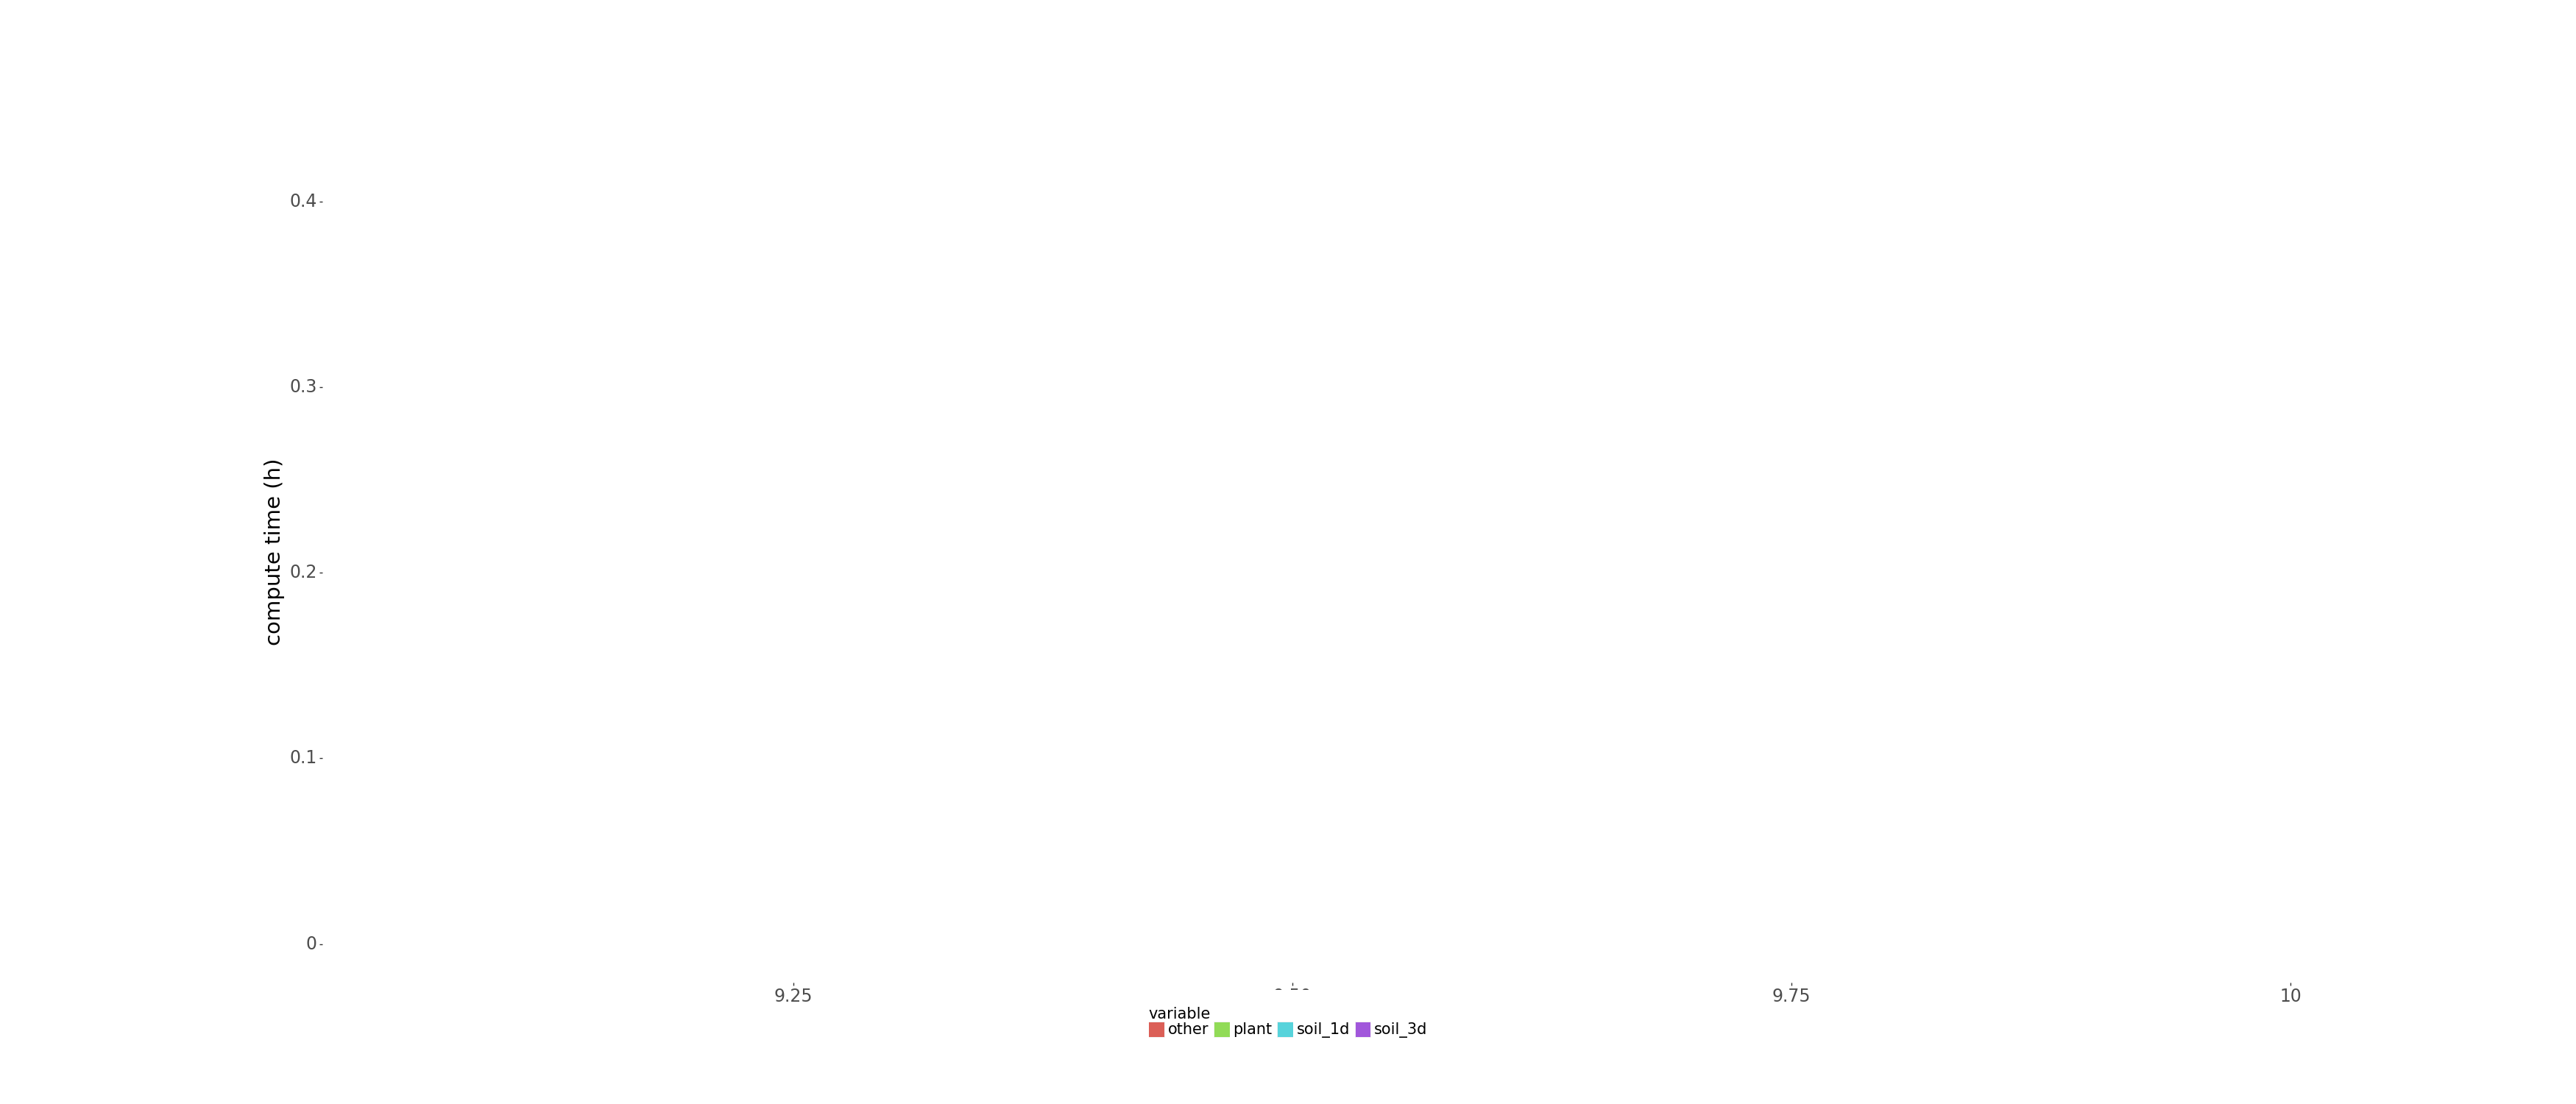 0.4
0.3
compute time (h)
0.2
0.1
0
9.25
9.75
10
variable
other plant soil_1d soil_3d